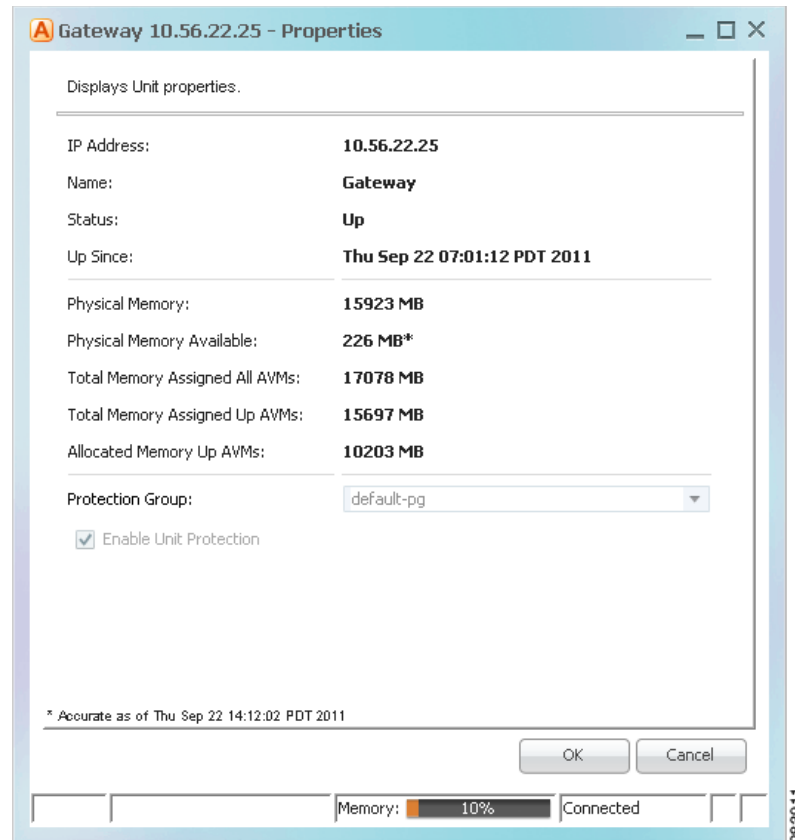 A Gateway 10.56.22.25 - Properties
Displays Unit properties.
IP Address: 10.56.22.25
Name: Gateway
Status: Up
Up Since: Thu Sep 22 07:01:12 PDT 2011
Physical Memory: 15923 MB
Physical Memory Available: 226 MB*
Total Memory Assigned All AVMs: 17078 MB
Total Memory Assigned Up AVMs: 15697 MB
Allocated Memory Up AVMs: 10203 MB
Protection Group: default-pg
Enable Unit Protection
* Accurate as of Thu Sep 22 14:12:02 PDT 2011
OK Cancel
Memory: 10% Connected